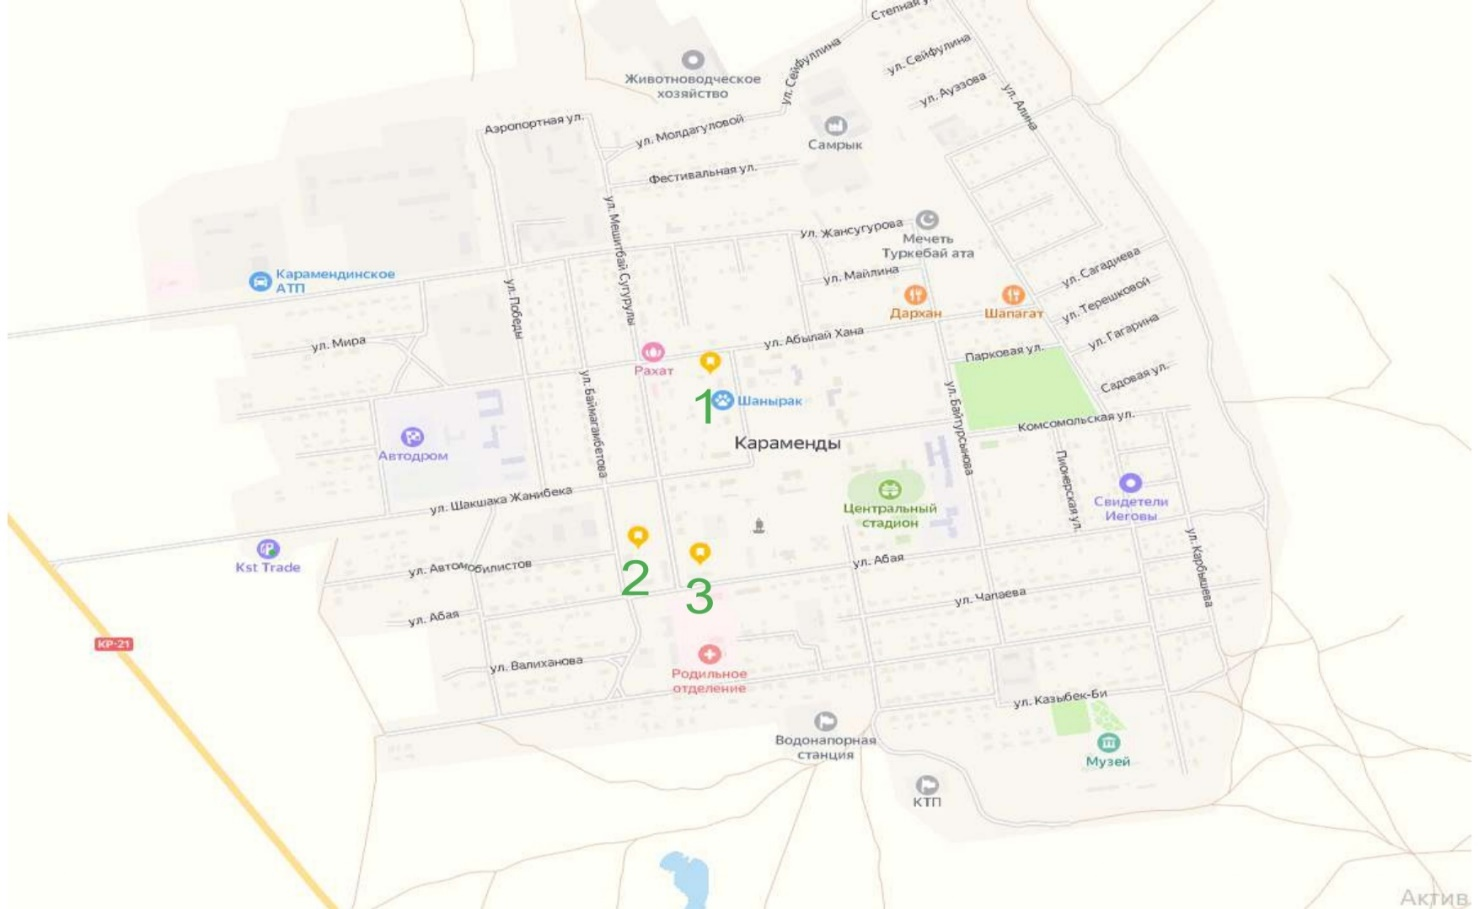 Степная у
ул. Сейфуллина
ул. Сейфулина
ул. Ауэзова
ул. Алина
Животноводческое
хозяйство
Аэропортная ул.
ул. Молдагуловой
Самрык
Фестивальная ул.
ул. Мешитбай Сугурулы
ул. Жансугурова
Мечеть
Туркебай ата
ул. Майлина
ул. Сагадиева
Карамендинское
АТП
ул. Победы
ул. Терешковой
Дархан
Шапагат
ул. Гагарина
ул. Мира
ул. Абылай Хана
Парковая ул.
Рахат
Садовая ул.
1
Шанырак
ул. Баймагамбетова
ул. Байтурсынова
Комсомольская ул.
Караменды
Автодром
Пионерская ул.
ул. Шакшака Жанибека
Центральный
стадион
Свидетели
Иеговы
Kst Trade
ул. Автомобилистов
2
3
ул. Абая
ул. Карбышева
ул. Абая
ул. Чапаева
КР-21
ул. Валиханова
Родильное
отделение
ул. Казыбек-Би
Водонапорная
станция
Музей
КТП
Актив